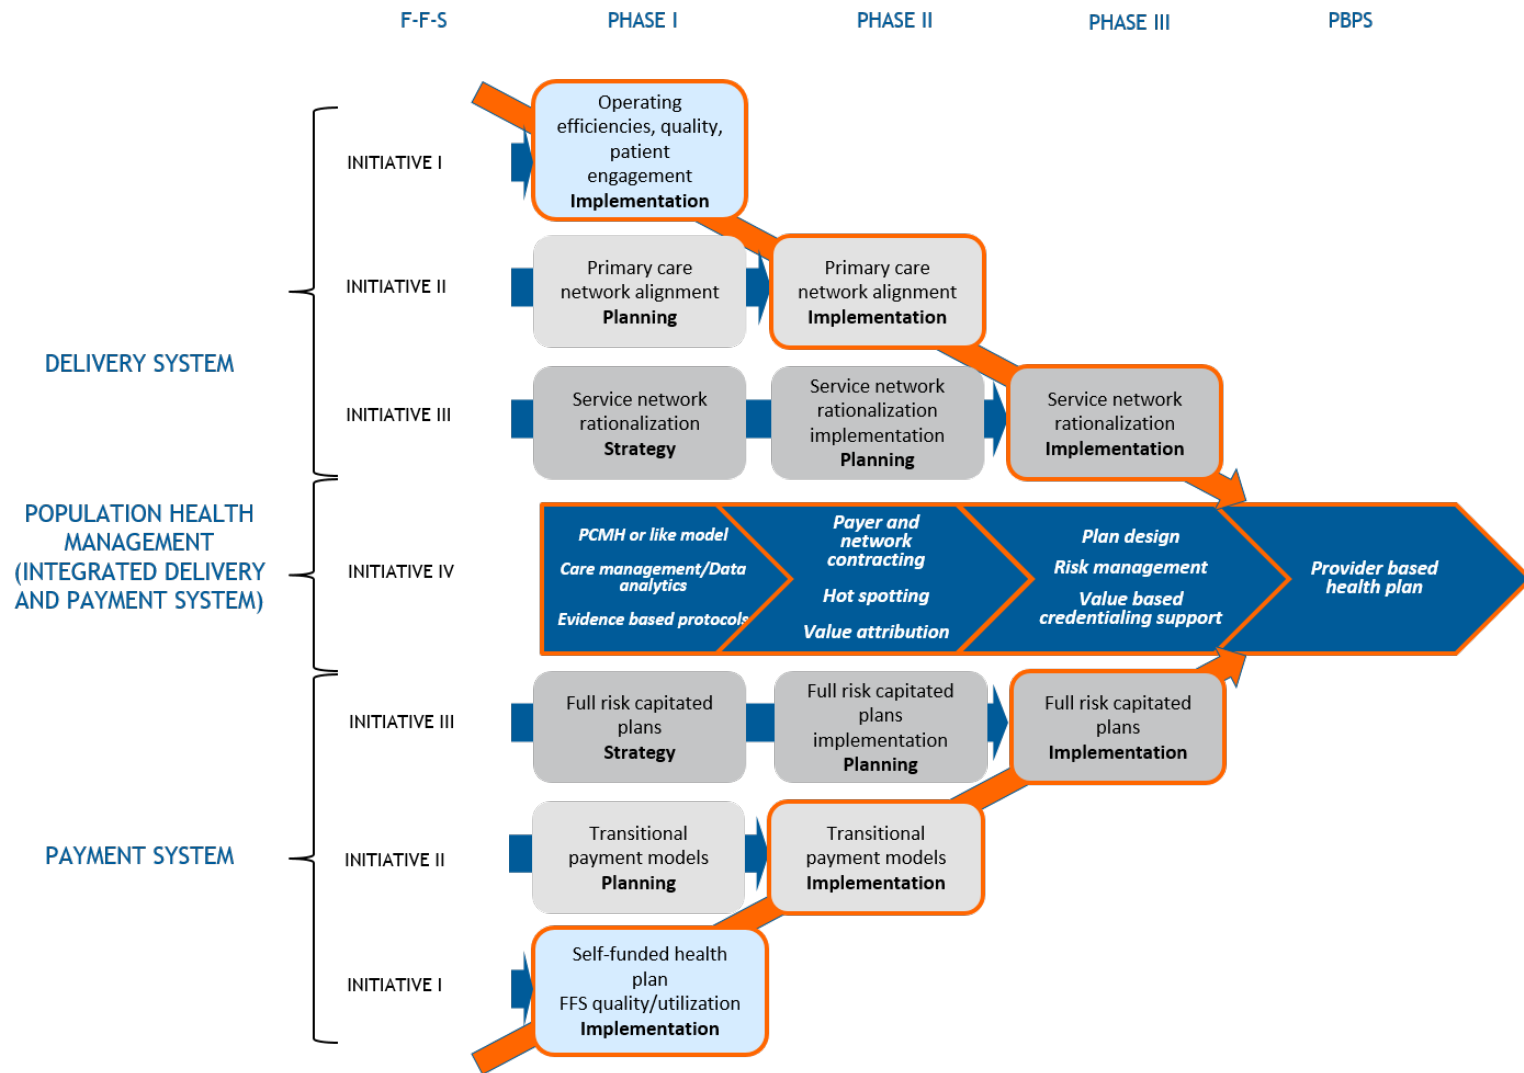 F-F-S
PHASE I
PHASE II
PHASE III
PBPS
DELIVERY SYSTEM
INITIATIVE I
Operating
efficiencies, quality,
patient
engagement
Implementation
INITIATIVE II
Primary care
network alignment
Planning
Primary care
network alignment
Implementation
INITIATIVE III
Service network
rationalization
Strategy
Service network
rationalization
implementation
Planning
Service network
rationalization
Implementation
POPULATION HEALTH
MANAGEMENT
(INTEGRATED DELIVERY
AND PAYMENT SYSTEM)
INITIATIVE IV
PCMH or like model
Care management/Data
analytics
Evidence based protocols
Payer and
network
contracting
Hot spotting
Value attribution
Plan design
Risk management
Value based
credentialing support
Provider based
health plan
PAYMENT SYSTEM
INITIATIVE III
Full risk capitated
plans
Strategy
Full risk capitated
plans
implementation
Planning
Full risk capitated
plans
Implementation
INITIATIVE II
Transitional
payment models
Planning
Transitional
payment models
Implementation
INITIATIVE I
Self-funded health
plan
FFS quality/utilization
Implementation